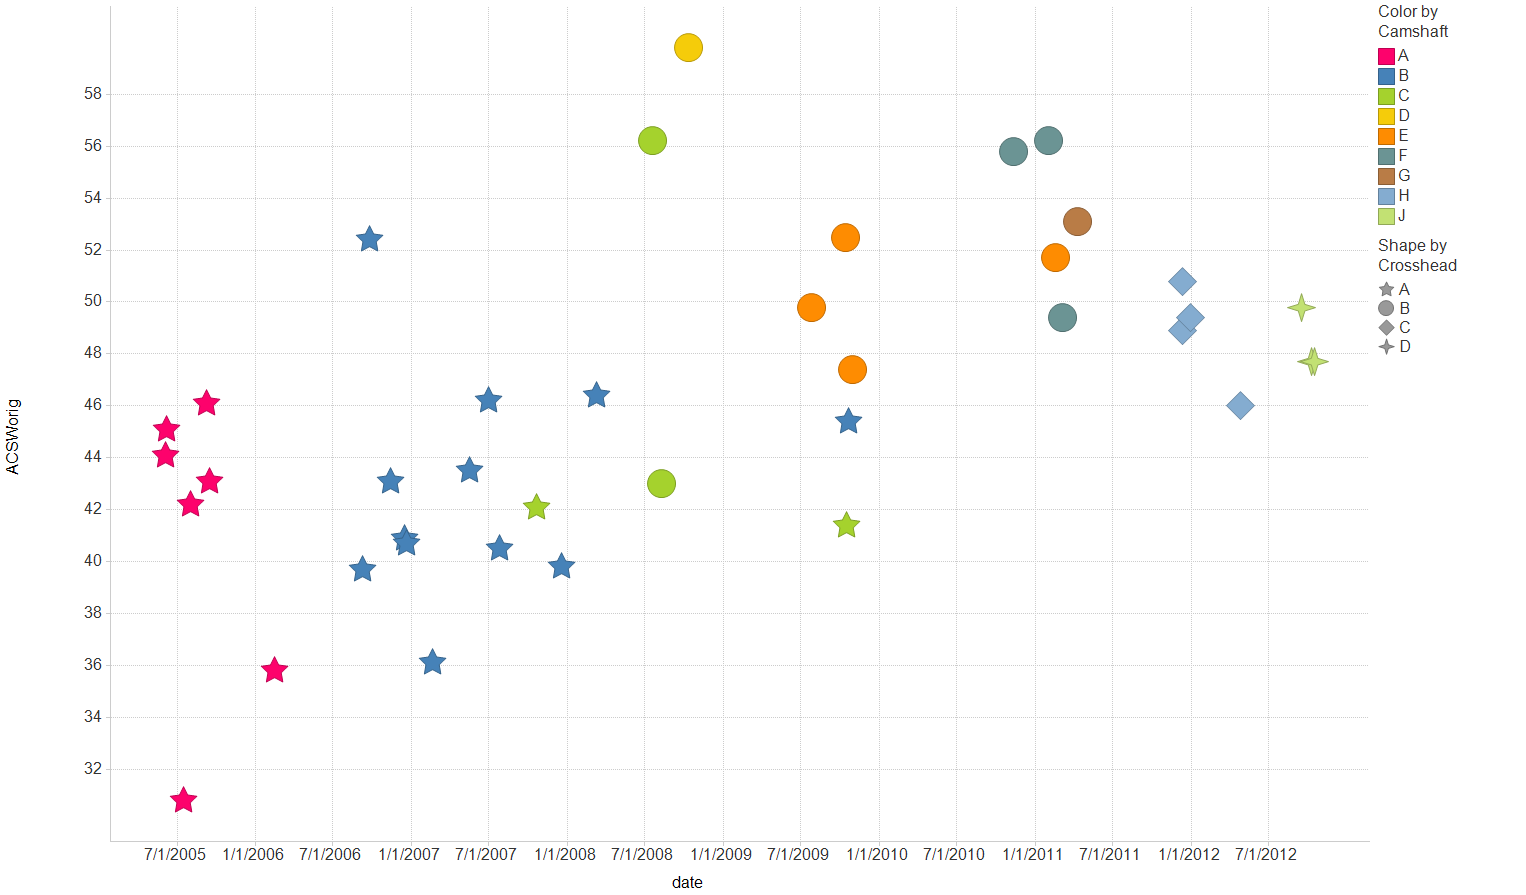 Color by
Camshaft
A
B
C
D
E
F
G
H
J
Shape by
Crosshead
A
B
C
D
58
56
54
52
50
48
46
44
42
40
38
36
34
32
ACSWorig
7/1/2005 1/1/2006 7/1/2006 1/1/2007 7/1/2007 1/1/2008 7/1/2008 1/1/2009 7/1/2009 1/1/2010 7/1/2010 1/1/2011 7/1/2011 1/1/2012 7/1/2012
date